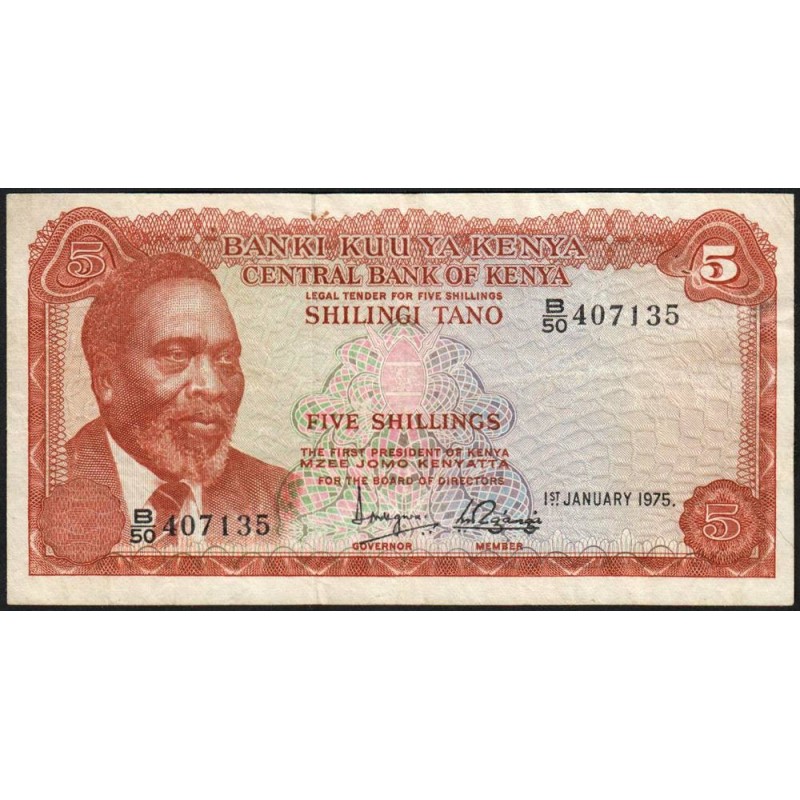 5
5
BANKI KUU YA KENYA
CENTRAL BANK OF KENYA
LEGAL TENDER FOR FIVE SHILLINGS
SHILINGI TANO
B/50 407135
FIVE SHILLINGS
THE FIRST PRESIDENT OF KENYA
MZEE JOMO KENYATTA
FOR THE BOARD OF DIRECTORS
1ST JANUARY 1975.
B/50 407135
5
GOVERNOR
MEMBER